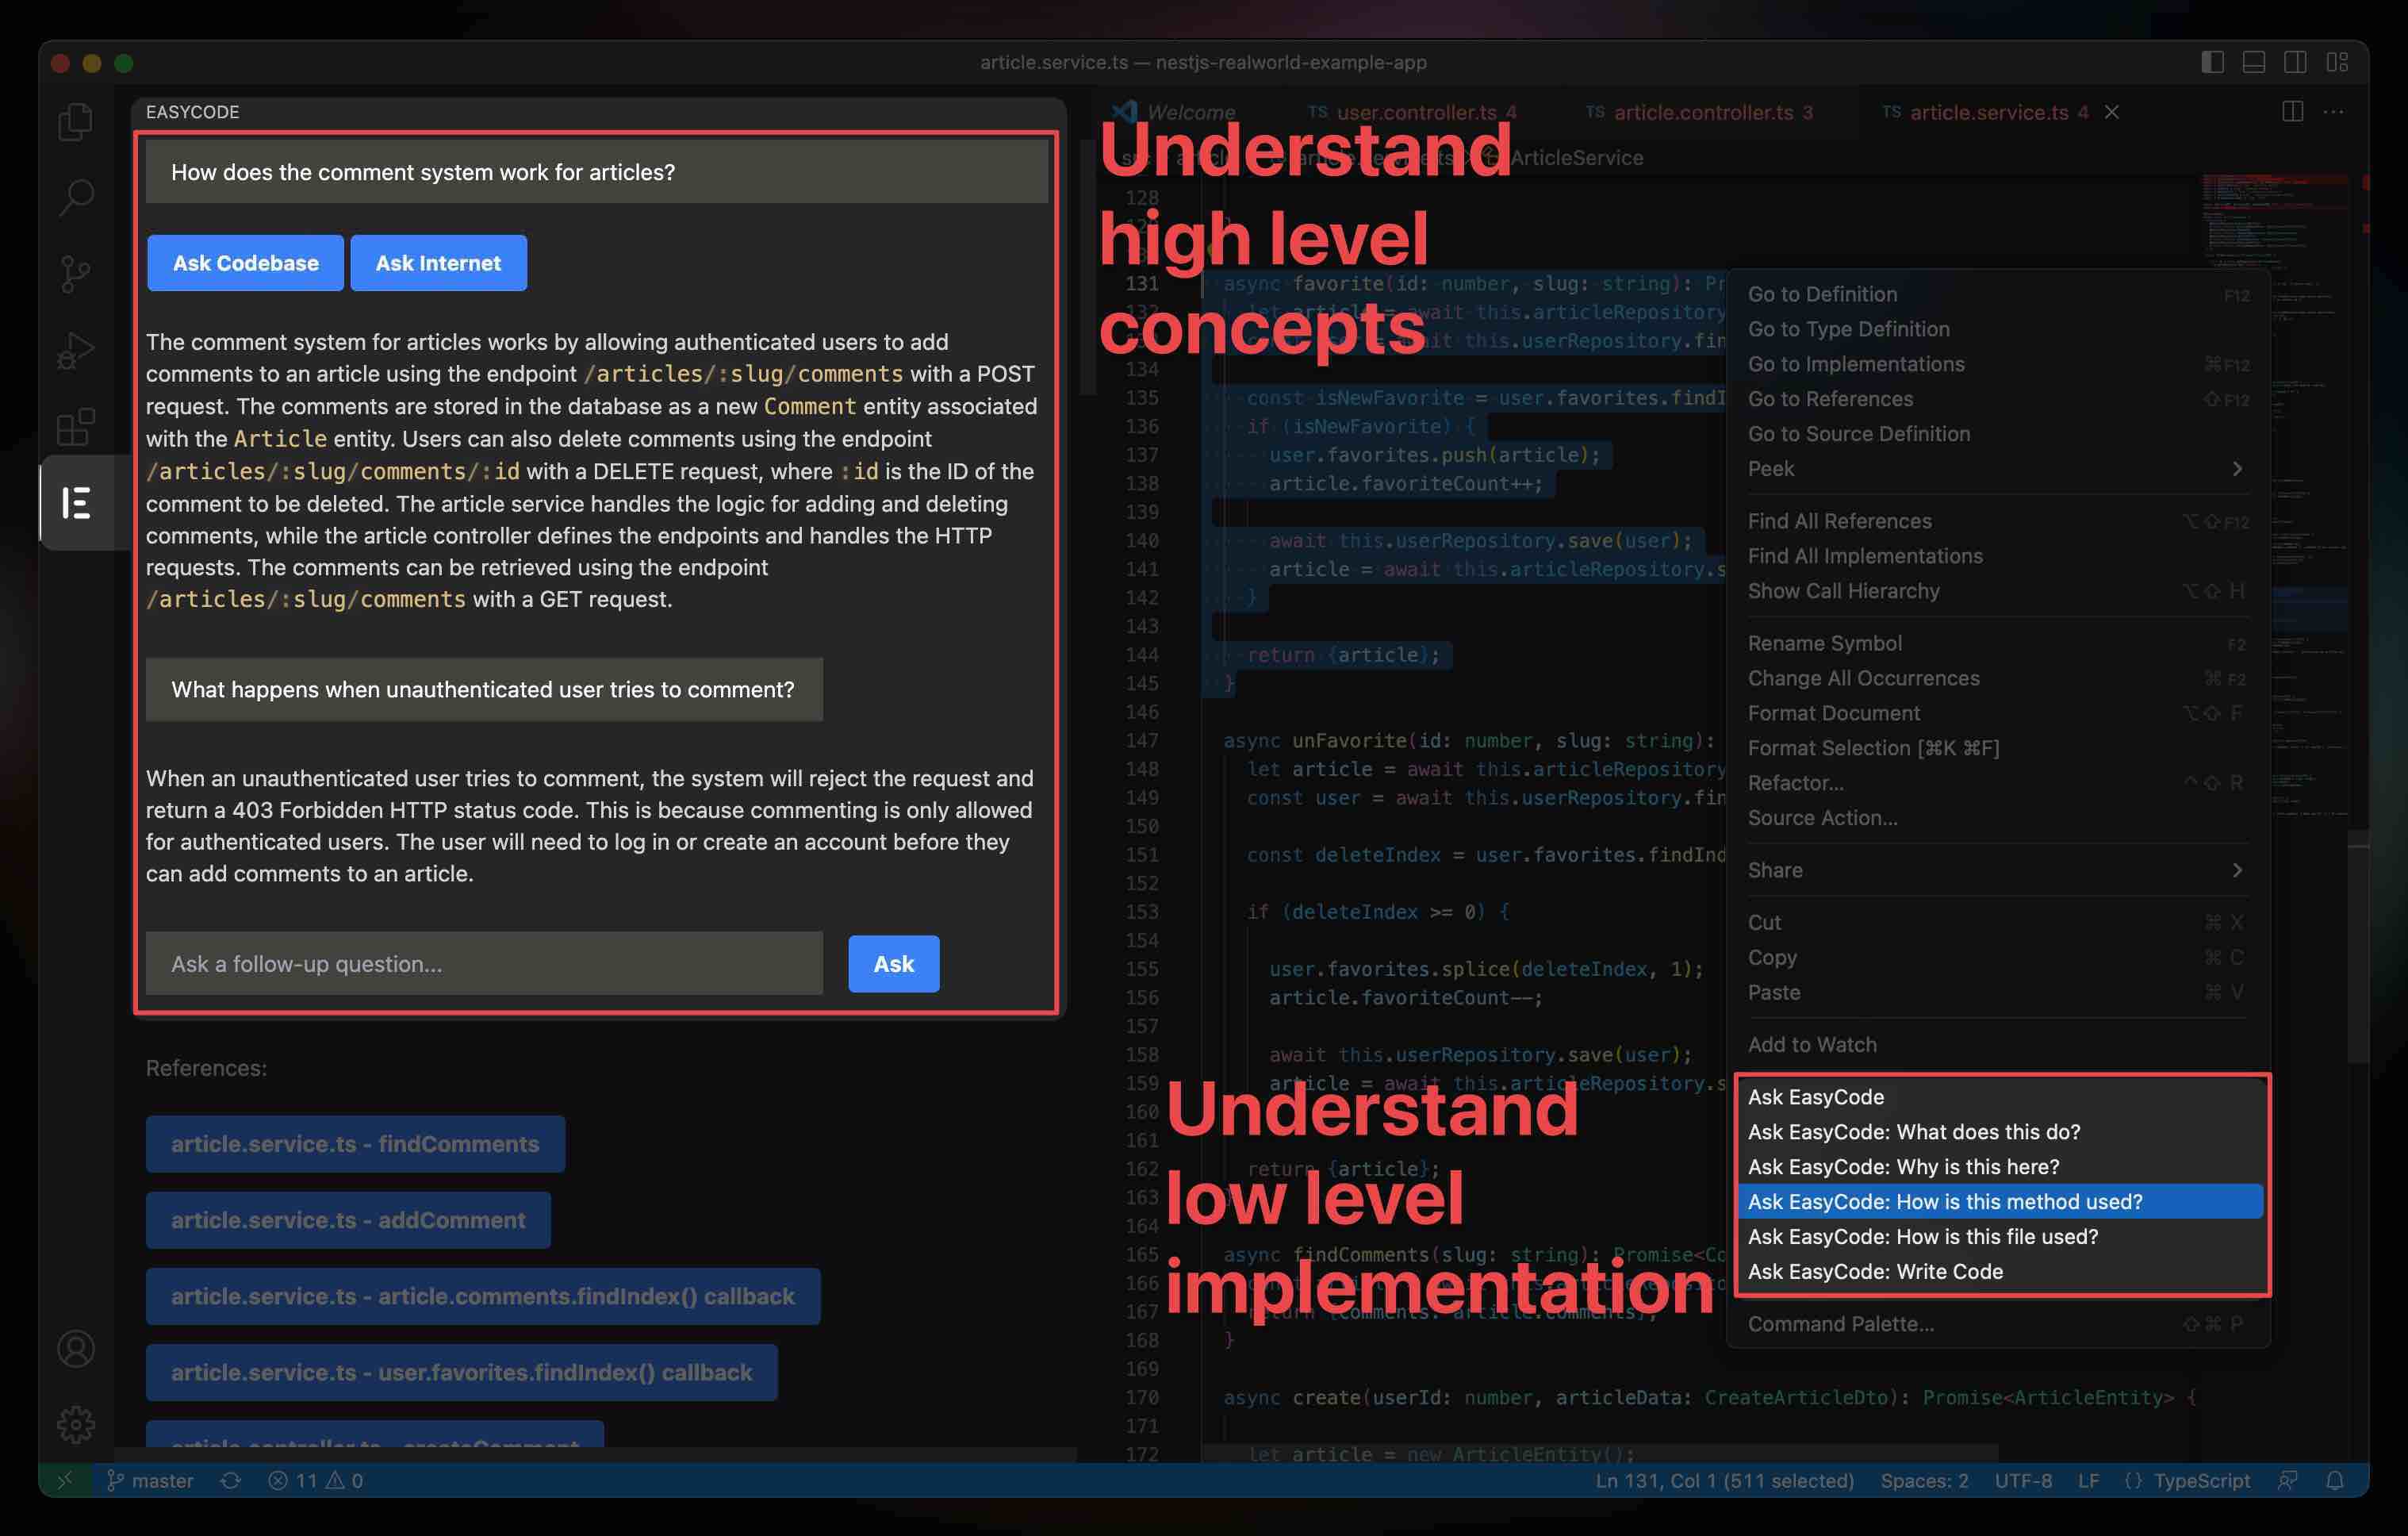 article.service.ts — nestjs-realworld-example-app
EASYCODE
How does the comment system work for articles?
Ask Codebase
Ask Internet
The comment system for articles works by allowing authenticated users to add
comments to an article using the endpoint /articles/:slug/comments with a POST
request. The comments are stored in the database as a new Comment entity associated
with the Article entity. Users can also delete comments using the endpoint
/articles/:slug/comments/:id with a DELETE request, where :id is the ID of the
comment to be deleted. The article service handles the logic for adding and deleting
comments, while the article controller defines the endpoints and handles the HTTP
requests. The comments can be retrieved using the endpoint
/articles/:slug/comments with a GET request.
What happens when unauthenticated user tries to comment?
When an unauthenticated user tries to comment, the system will reject the request and
return a 403 Forbidden HTTP status code. This is because commenting is only allowed
for authenticated users. The user will need to log in or create an account before they
can add comments to an article.
Ask a follow-up question...
Ask
References:
article.service.ts - findComments
article.service.ts - addComment
article.service.ts - article.comments.findIndex() callback
article.service.ts - user.favorites.findIndex() callback
article.controller.ts - createComment
Welcome
TS user.controller.ts 4
TS article.controller.ts 3
TS article.service.ts 4
ArticleService
Understand
high level
concepts
128
131 async favorite(id: number, slug: string): Pr
await this.articleRepository
await this.userRepository.fin
134
135 const isNewFavorite = user.favorites.findI
136 if (isNewFavorite) {
137 user.favorites.push(article);
138 article.favoriteCount++;
139
140 await this.userRepository.save(user);
141 article = await this.articleRepository.s
142 }
143
144 return {article};
145 }
146
147 async unFavorite(id: number, slug: string):
148 let article = await this.articleRepository
149 const user = await this.userRepository.fin
150
151 const deleteIndex = user.favorites.findInd
152
153 if (deleteIndex >= 0) {
154
155 user.favorites.splice(deleteIndex, 1);
156 article.favoriteCount--;
157
158 await this.userRepository.save(user);
159 article = await this.articleRepository.s
160
161
162 return {article};
163
164
165 async findComments(slug: string): Promise<Co
166
167 return {comments: article.comments};
168 }
169
170 async create(userId: number, articleData: CreateArticleDto): Promise<ArticleEntity> {
171
172 let article = new ArticleEntity();
Understand
low level
implementation
Go to Definition F12
Go to Type Definition
Go to Implementations ⌘F12
Go to References ⇧F12
Go to Source Definition
Peek
Find All References ⌥⇧F12
Find All Implementations
Show Call Hierarchy ⌥⇧ H
Rename Symbol F2
Change All Occurrences ⌘ F2
Format Document ⌥⇧ F
Format Selection [⌘K ⌘F]
Refactor... ^⇧ R
Source Action...
Share
Cut ⌘ X
Copy ⌘ C
Paste ⌘ V
Add to Watch
Ask EasyCode
Ask EasyCode: What does this do?
Ask EasyCode: Why is this here?
Ask EasyCode: How is this method used?
Ask EasyCode: How is this file used?
Ask EasyCode: Write Code
Command Palette... ⇧⌘ P
master
11
0
Ln 131, Col 1 (511 selected)
Spaces: 2
UTF-8
LF
{} TypeScript